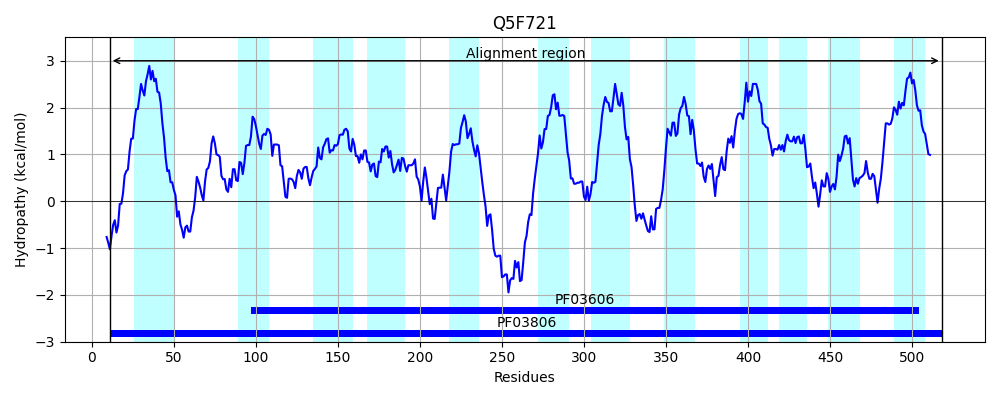 Q5F721
Alignment region
Hydropathy (kcal/mol)
3
2
1
0
−1
−2
−3
PF03606
PF03806
0 50 100 150 200 250 300 350 400 450 500
Residues